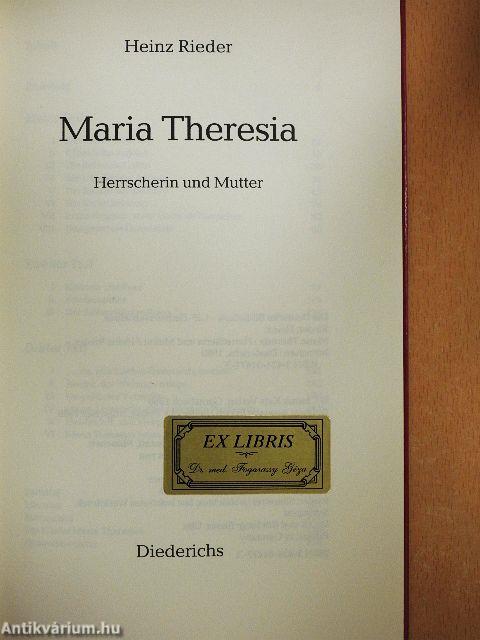 Heinz Rieder
Maria Theresia
Herrscherin und Mutter
EX LIBRIS
Dr. med. Fogarassy Géza
Diederichs
Antikvárium.hu